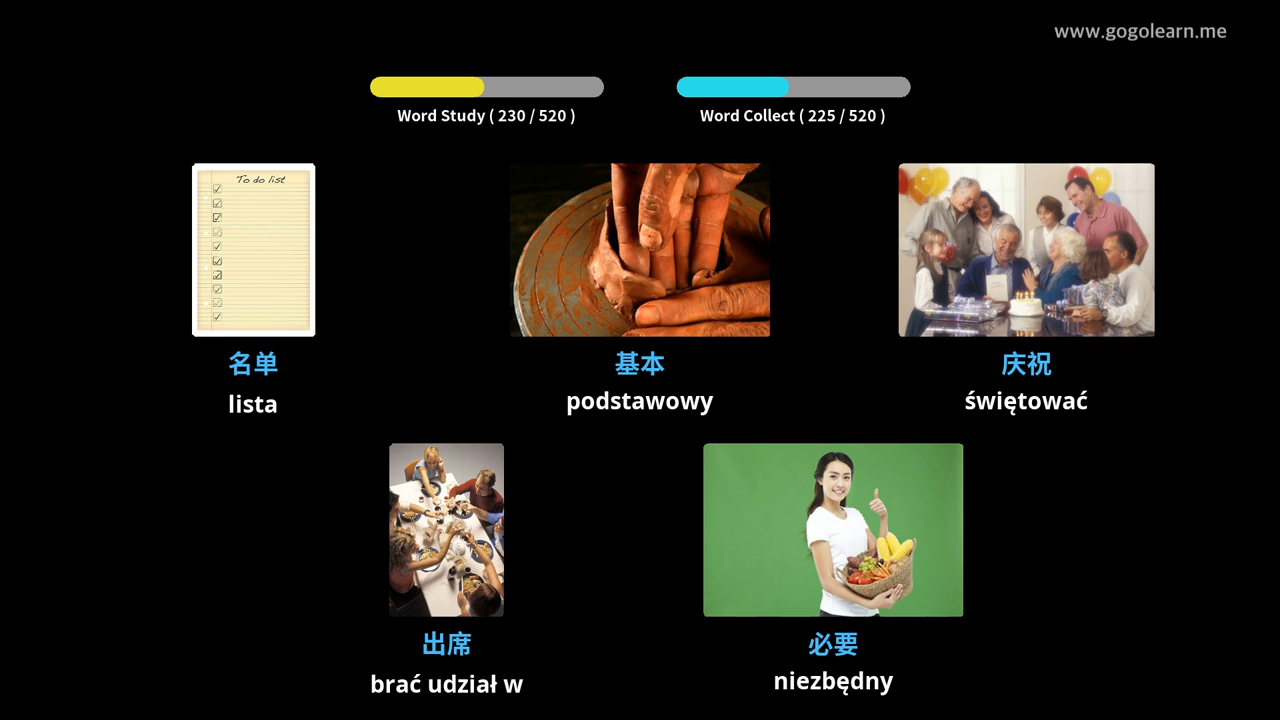 www.gogolearn.me
Word Study ( 230 / 520 )
Word Collect ( 225 / 520 )
To do list
名单
lista
基本
podstawowy
庆祝
świętować
出席
brać udział w
必要
niezbędny